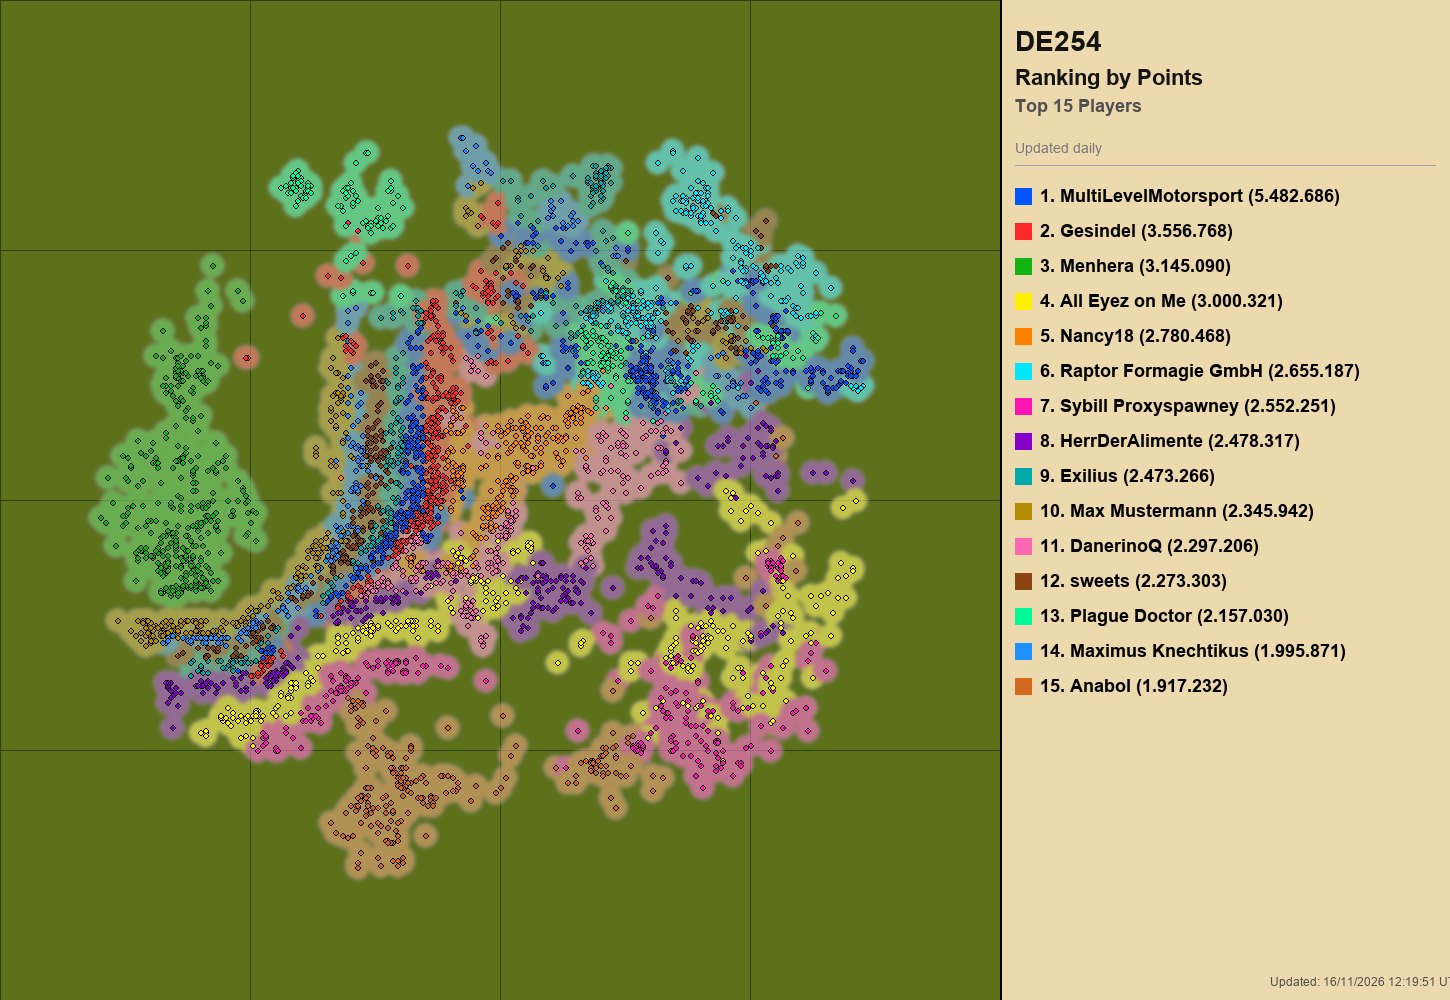 DE254
Ranking by Points
Top 15 Players
Updated daily
1. MultiLevelMotorsport (5.482.686)
2. Gesindel (3.556.768)
3. Menhera (3.145.090)
4. All Eyez on Me (3.000.321)
5. Nancy18 (2.780.468)
6. Raptor Formagie GmbH (2.655.187)
7. Sybill Proxyspawney (2.552.251)
8. HerrDerAlimente (2.478.317)
9. Exilius (2.473.266)
10. Max Mustermann (2.345.942)
11. DanerinoQ (2.297.206)
12. sweets (2.273.303)
13. Plague Doctor (2.157.030)
14. Maximus Knechtikus (1.995.871)
15. Anabol (1.917.232)
Updated: 16/11/2026 12:19:51 U